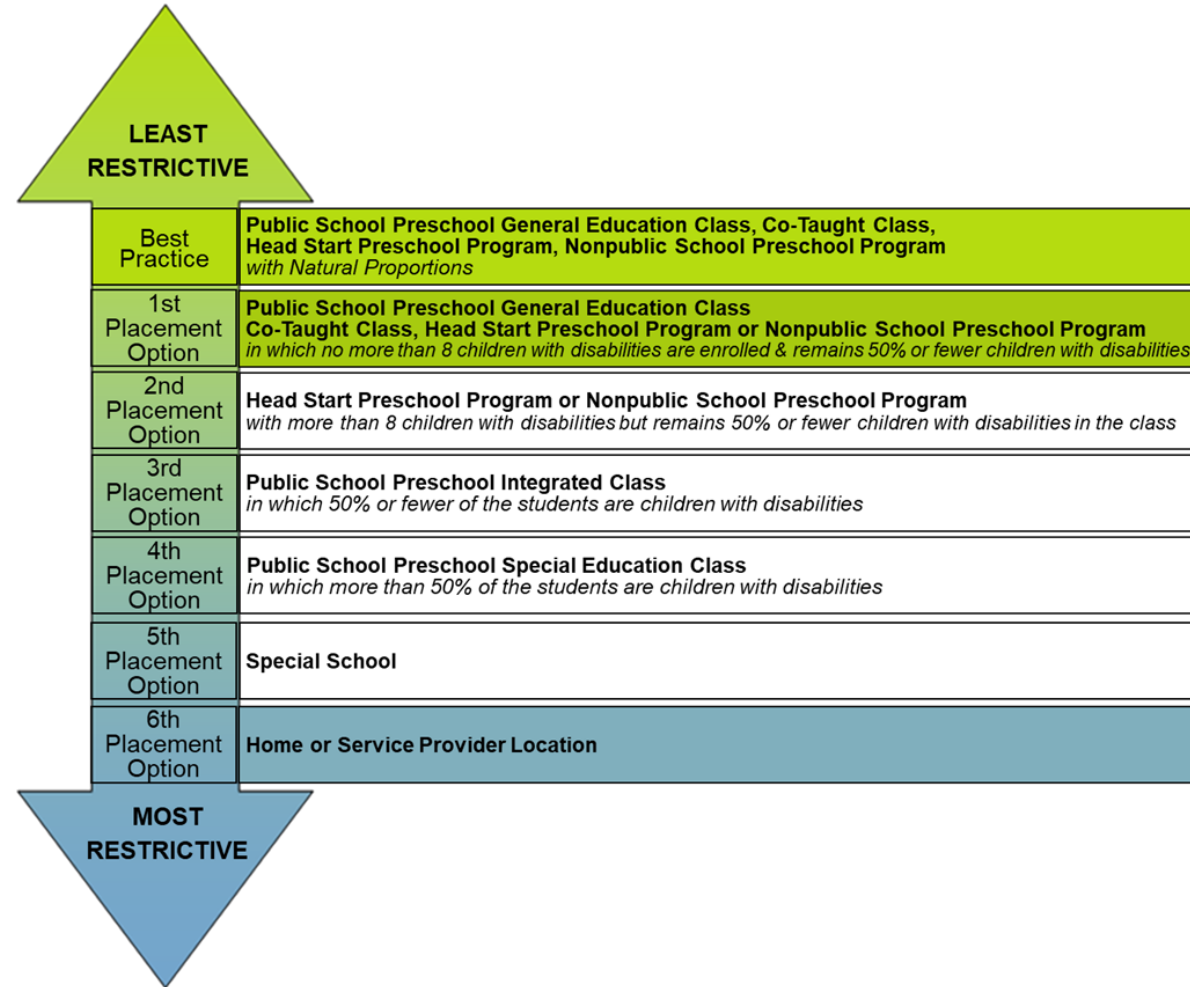 LEAST
RESTRICTIVE
Best
Practice
Public School Preschool General Education Class, Co-Taught Class,
Head Start Preschool Program, Nonpublic School Preschool Program
with Natural Proportions
1st
Placement
Option
Public School Preschool General Education Class
Co-Taught Class, Head Start Preschool Program or Nonpublic School Preschool Program
in which no more than 8 children with disabilities are enrolled & remains 50% or fewer children with disabilities
2nd
Placement
Option
Head Start Preschool Program or Nonpublic School Preschool Program
with more than 8 children with disabilities but remains 50% or fewer children with disabilities in the class
3rd
Placement
Option
Public School Preschool Integrated Class
in which 50% or fewer of the students are children with disabilities
4th
Placement
Option
Public School Preschool Special Education Class
in which more than 50% of the students are children with disabilities
5th
Placement
Option
Special School
6th
Placement
Option
Home or Service Provider Location
MOST
RESTRICTIVE